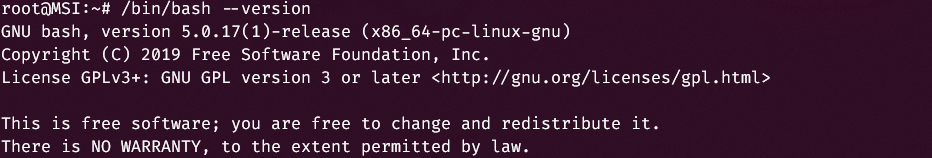 root@MSI:~# /bin/bash --version
GNU bash, version 5.0.17(1)-release (x86_64-pc-linux-gnu)
Copyright (C) 2019 Free Software Foundation, Inc.
License GPLv3+: GNU GPL version 3 or later <http://gnu.org/licenses/gpl.html>
This is free software; you are free to change and redistribute it.
There is NO WARRANTY, to the extent permitted by law.